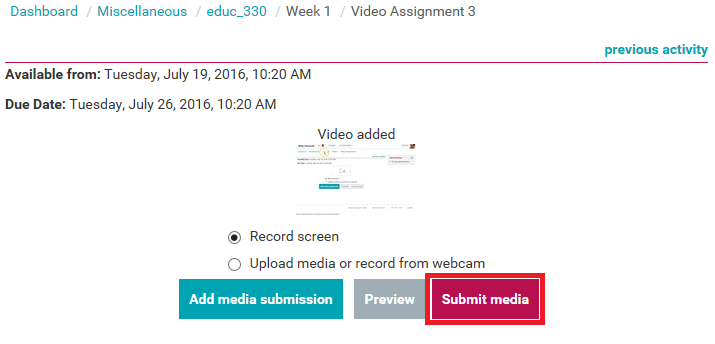 Dashboard / Miscellaneous / educ_330 / Week 1 / Video Assignment 3
previous activity
Available from: Tuesday, July 19, 2016, 10:20 AM
Due Date: Tuesday, July 26, 2016, 10:20 AM
Video added
Record screen
Upload media or record from webcam
Add media submission Preview Submit media